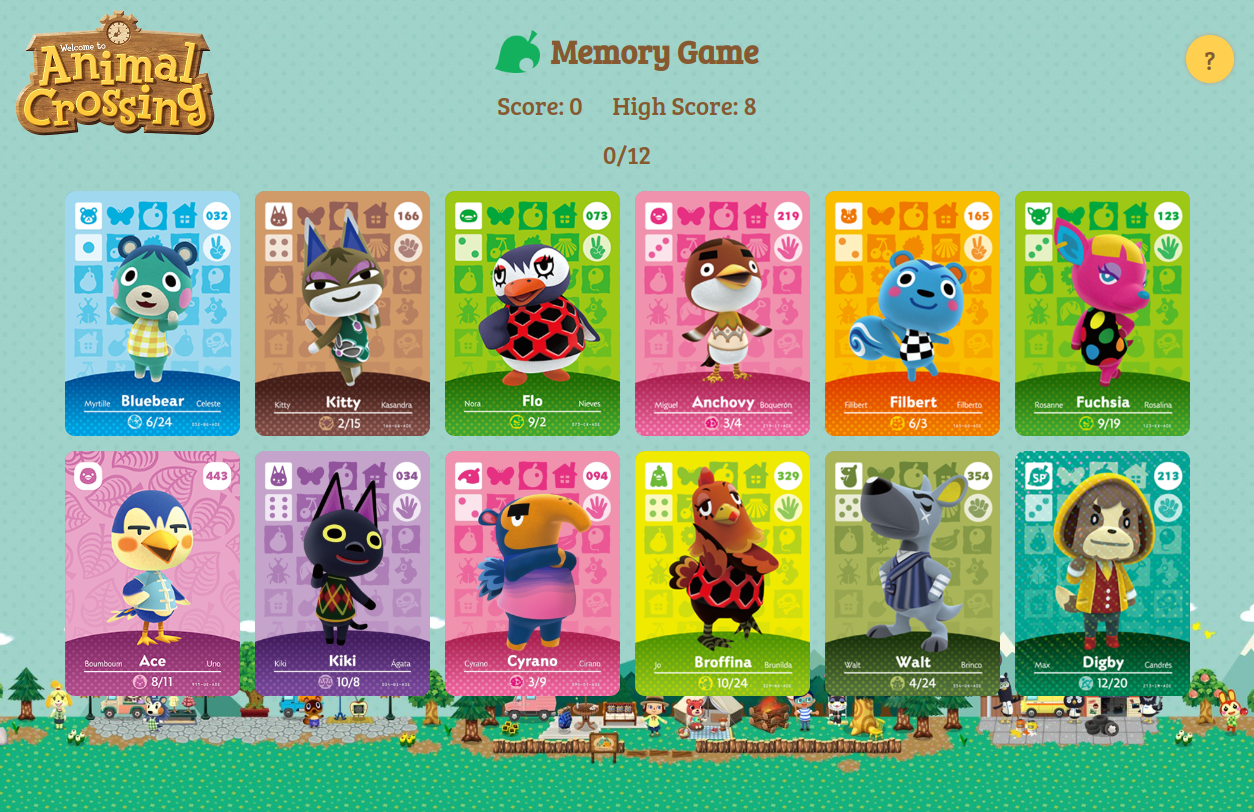 Welcome to
Animal
Crossing
Memory Game
?
Score: 0 High Score: 8
0/12
032
Myrtille Bluebear Celeste
6/24
166
Kitty Kitty Kasandra
2/15
073
Nora Flo Nieves
9/2
219
Miguel Anchovy Boquerón
3/4
165
Filibert Filbert Filberto
6/3
123
Rosanne Fuchsia Rosalina
9/19
443
Boumboum Ace Uno
8/11
034
Kiki Kiki Ágata
10/8
094
Cyrano Cyrano Cirano
3/9
329
Jo Broffina Brunilda
10/24
354
Walt Walt Brinco
4/24
SP 213
Max Digby Candrés
12/20